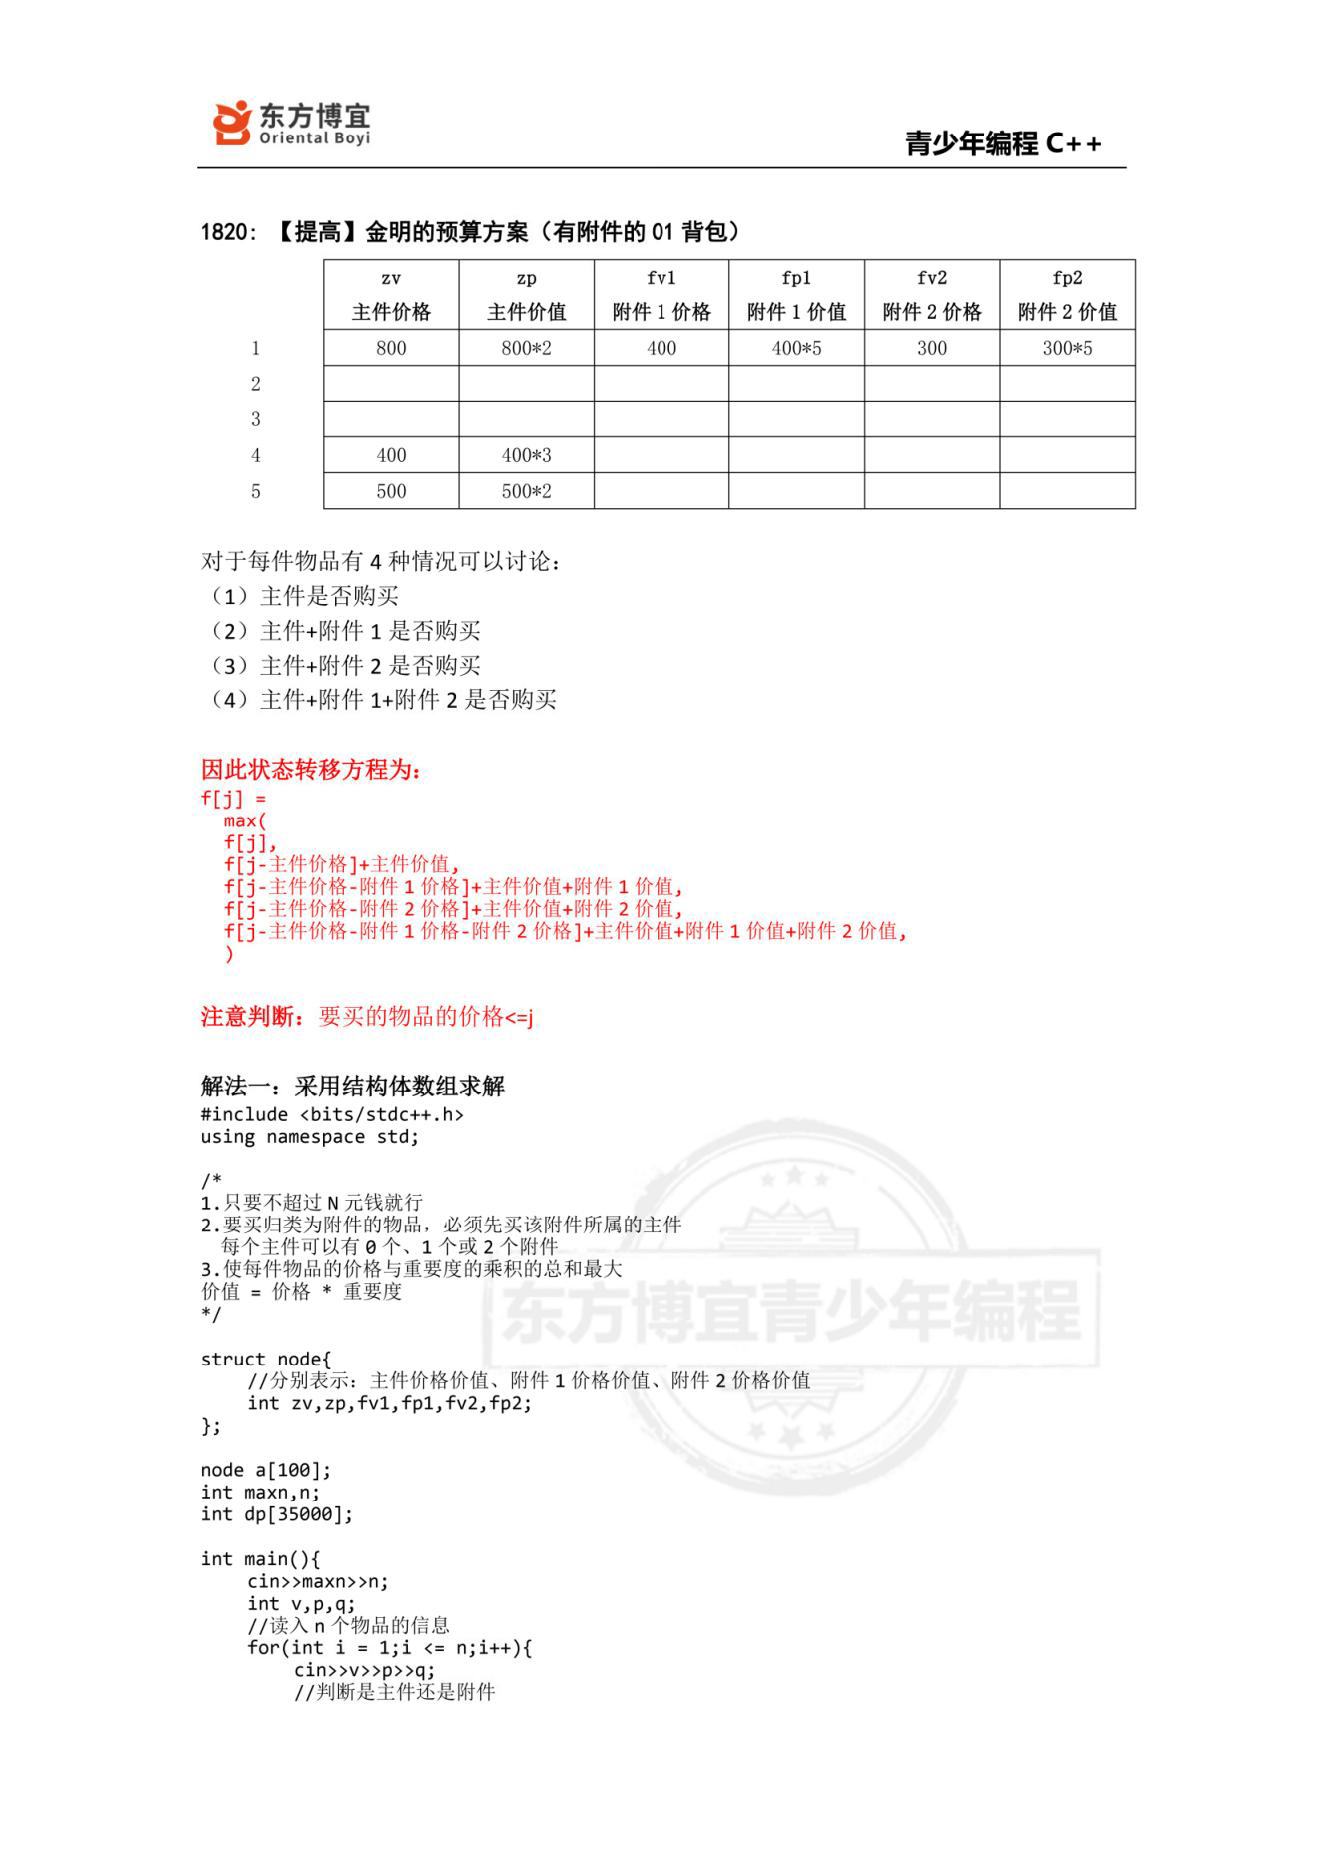 东方博宜
Oriental Boyi
青少年编程 C++
1820: 【提高】金明的预算方案（有附件的 01 背包）
zv zp fv1 fp1 fv2 fp2
主件价格 主件价值 附件 1 价格 附件 1 价值 附件 2 价格 附件 2 价值
1 800 800*2 400 400*5 300 300*5
2
3
4 400 400*3
5 500 500*2
对于每件物品有 4 种情况可以讨论：
（1）主件是否购买
（2）主件+附件 1 是否购买
（3）主件+附件 2 是否购买
（4）主件+附件 1+附件 2 是否购买
因此状态转移方程为：
f[j] =
max(
f[j],
f[j-主件价格]+主件价值,
f[j-主件价格-附件 1 价格]+主件价值+附件 1 价值,
f[j-主件价格-附件 2 价格]+主件价值+附件 2 价值,
f[j-主件价格-附件 1 价格-附件 2 价格]+主件价值+附件 1 价值+附件 2 价值,
)
注意判断：要买的物品的价格<=j
解法一：采用结构体数组求解
#include <bits/stdc++.h>
using namespace std;
/*
1.只要不超过 N 元钱就行
2.要买归类为附件的物品，必须先买该附件所属的主件
每个主件可以有 0 个、1 个或 2 个附件
3.使每件物品的价格与重要度的乘积的总和最大
价值 = 价格 * 重要度
*/
东方博宜青少年编程
struct node{
//分别表示：主件价格价值、附件 1 价格价值、附件 2 价格价值
int zv,zp,fv1,fp1,fv2,fp2;
};
node a[100];
int maxn,n;
int dp[35000];
int main(){
cin>>maxn>>n;
int v,p,q;
//读入 n 个物品的信息
for(int i = 1;i <= n;i++){
cin>>v>>p>>q;
//判断是主件还是附件